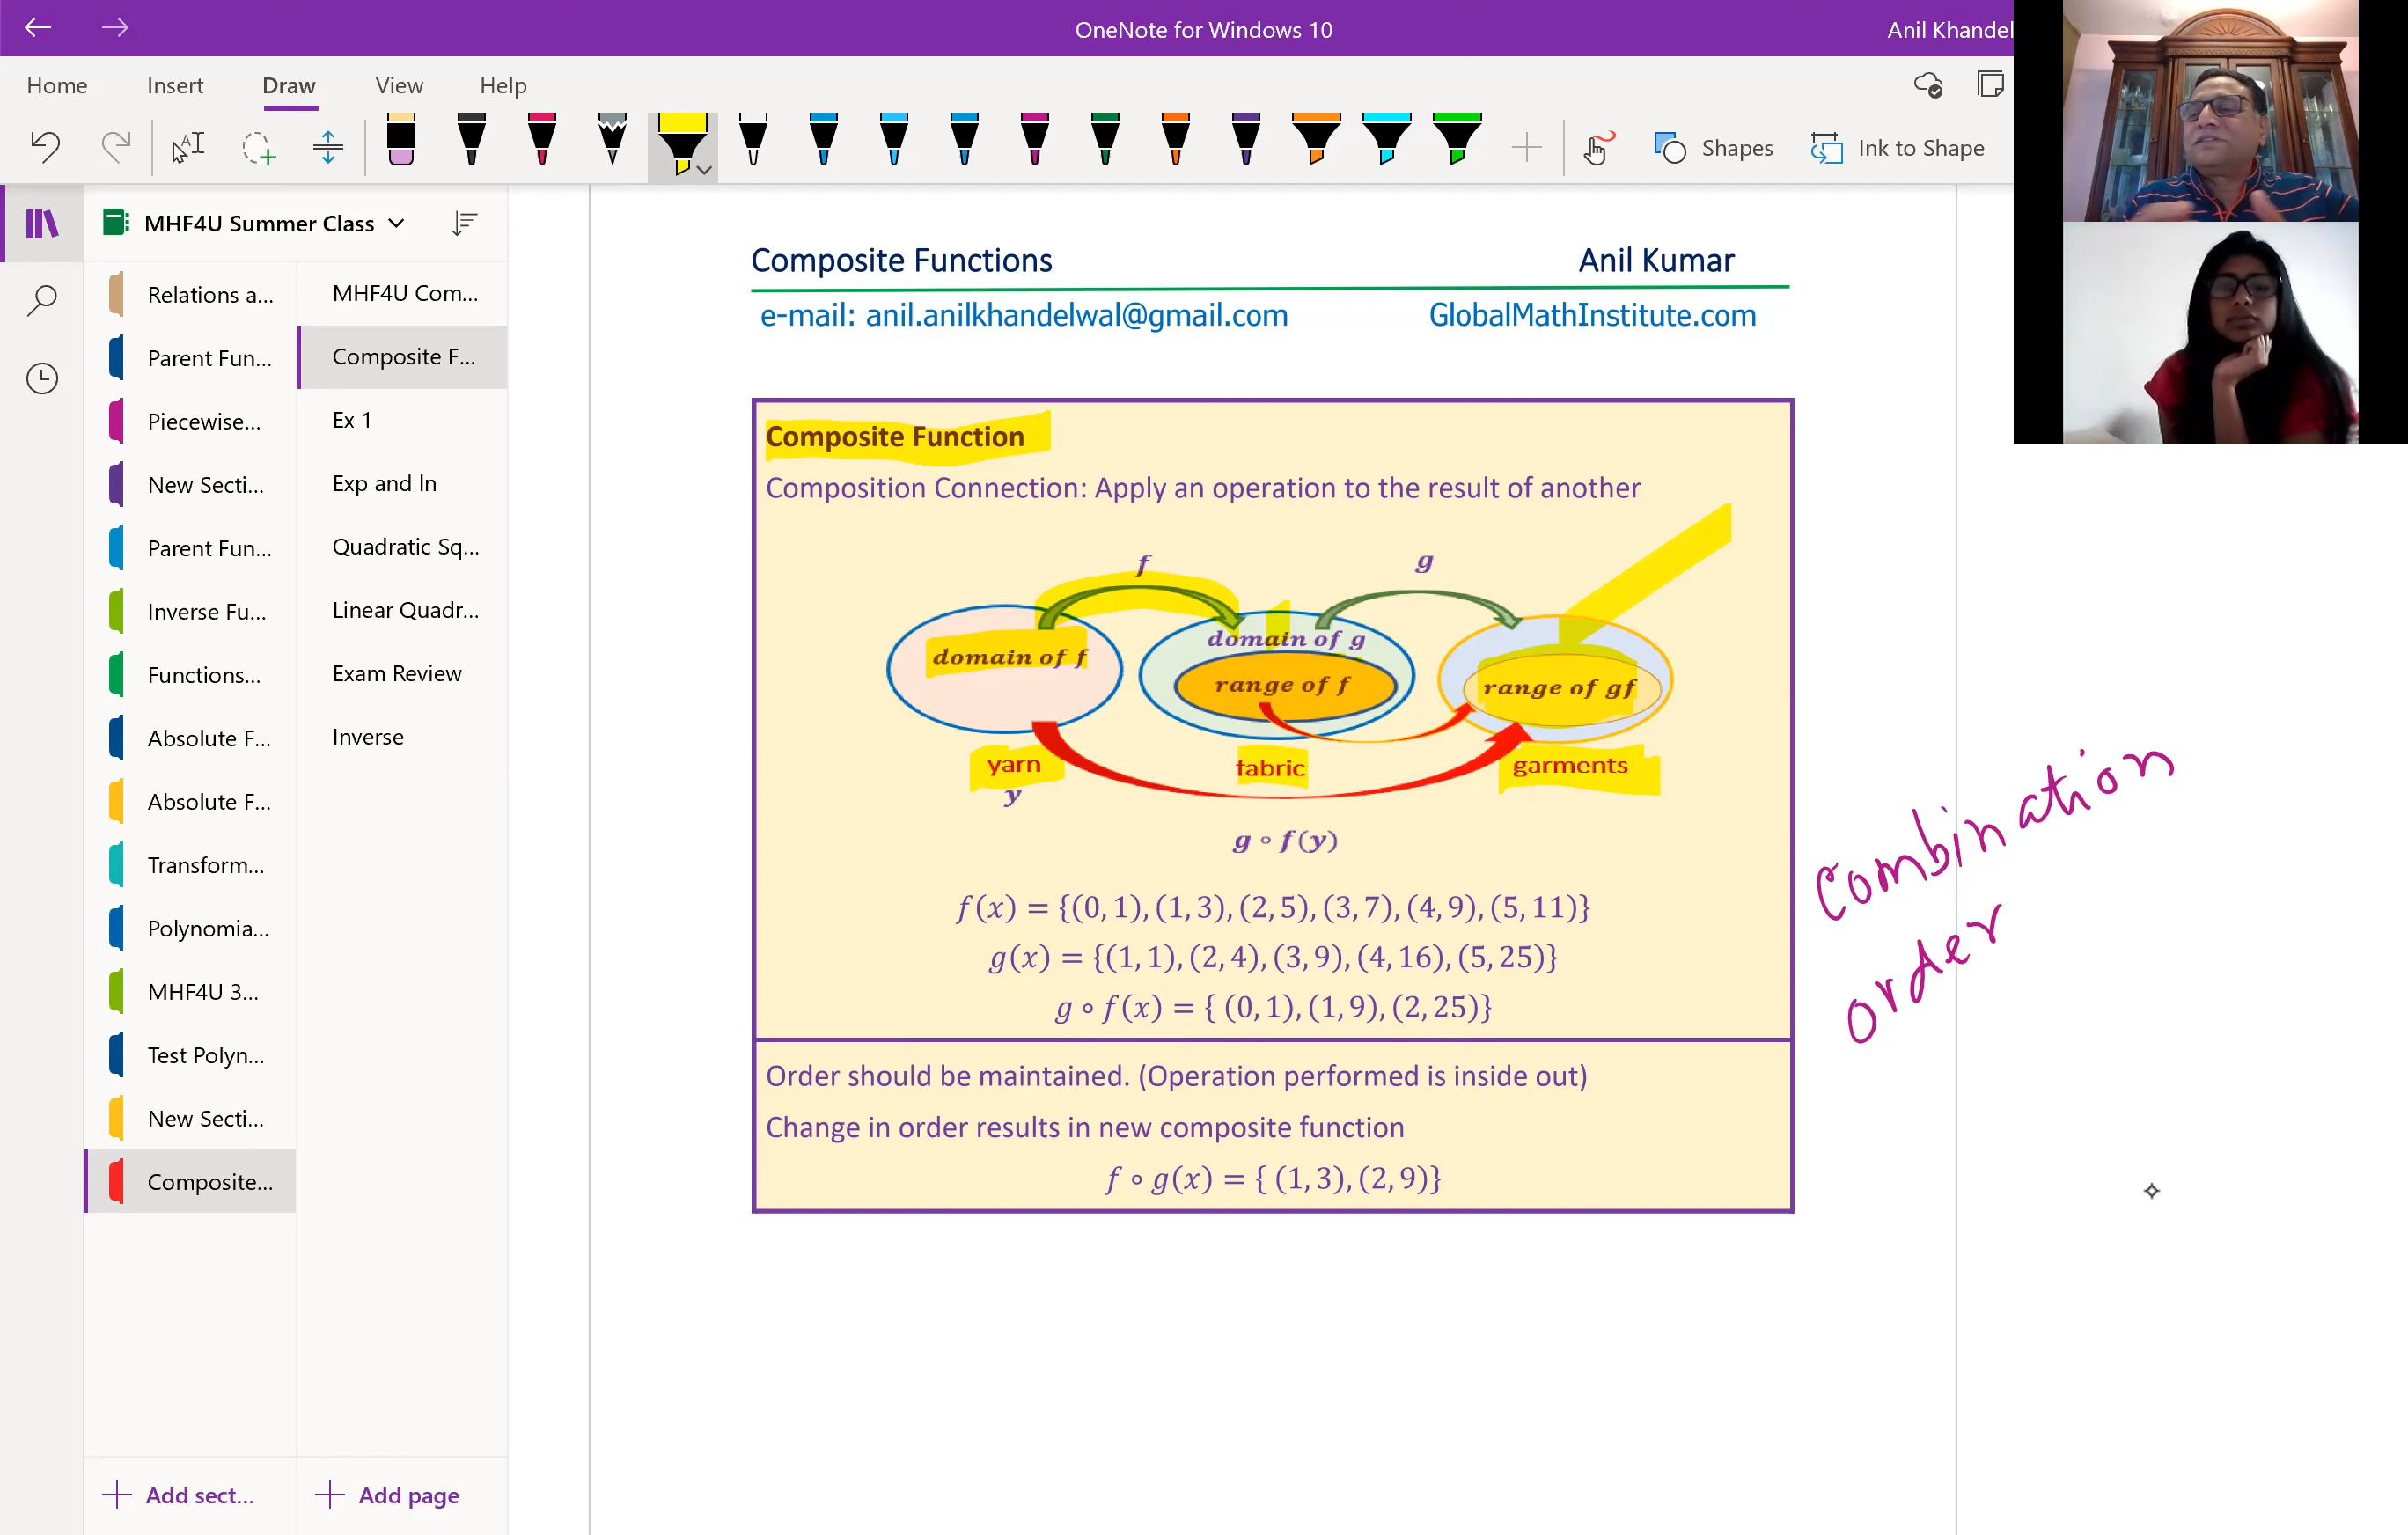 OneNote for Windows 10
Anil Khandel
Home Insert Draw View Help
Shapes
Ink to Shape
MHF4U Summer Class
Relations a...
Parent Fun...
Piecewise...
New Secti...
Parent Fun...
Inverse Fu...
Functions...
Absolute F...
Absolute F...
Transform...
Polynomia...
MHF4U 3...
Test Polyn...
New Secti...
Composite...
Add sect...
MHF4U Com...
Composite F...
Ex 1
Exp and ln
Quadratic Sq...
Linear Quadr...
Exam Review
Inverse
Add page
Composite Functions Anil Kumar
e-mail: anil.anilkhandelwal@gmail.com GlobalMathInstitute.com
Composite Function
Composition Connection: Apply an operation to the result of another
f g
domain of f
domain of g
range of f
range of gf
yarn fabric garments
y
g ∘ f(y)
f(x) = {(0, 1), (1, 3), (2, 5), (3, 7), (4, 9), (5, 11)}
g(x) = {(1, 1), (2, 4), (3, 9), (4, 16), (5, 25)}
g ∘ f(x) = { (0, 1), (1, 9), (2, 25)}
Order should be maintained. (Operation performed is inside out)
Change in order results in new composite function
f ∘ g(x) = { (1, 3), (2, 9)}
Combination
order